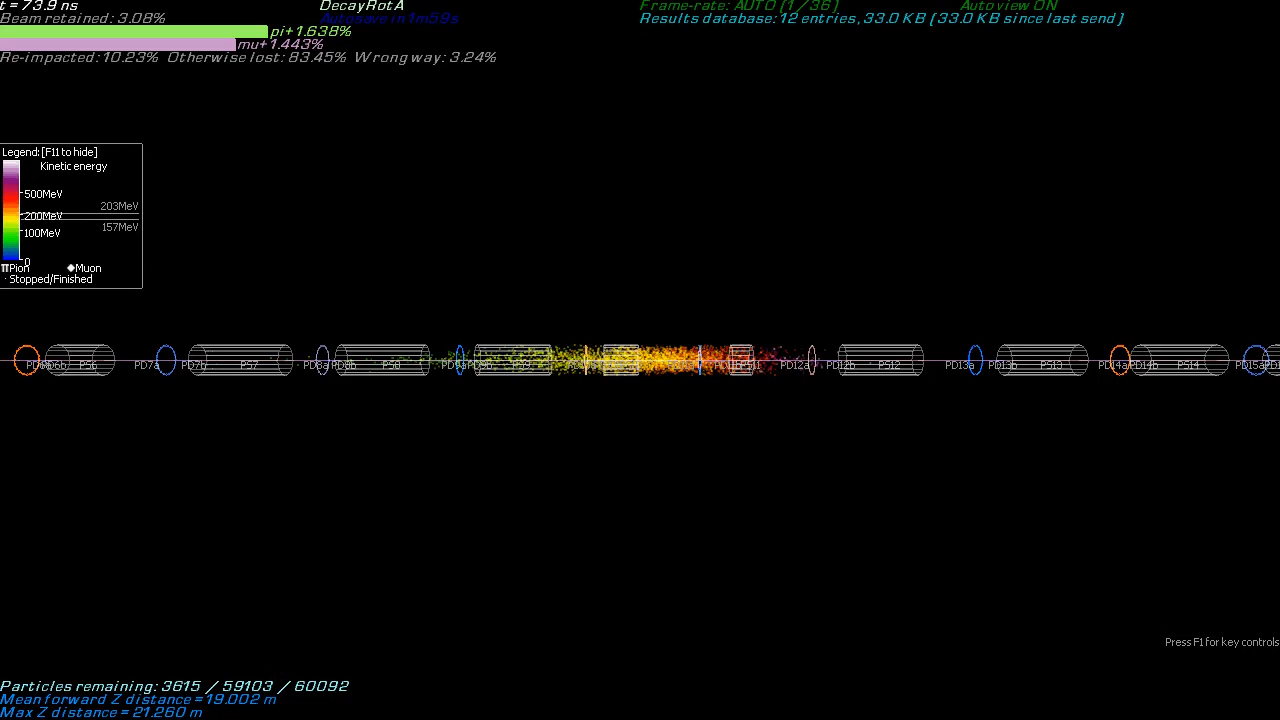 t = 73.9 ns
DecayRotA
Frame-rate: AUTO (1 / 36)
Autoview ON
Beam retained: 3.08%
Autosave in 1m59s
Results database: 12 entries, 33.0 KB (33.0 KB since last send)
pi+ 1.638%
mu+ 1.443%
Re-impacted: 10.23% Otherwise lost: 83.45% Wrong way: 3.24%
Legend: [F11 to hide]
Kinetic energy
500MeV
203MeV
200MeV
157MeV
100MeV
0
πPion ◆Muon
· Stopped/Finished
PS6 PD7a PD7b PS7 PD8a PD8b PS8 PD12a PD12b PS12 PD13a PD13b PS13 PD14a PD14b PS14 PD15a
Press F1 for key controls
Particles remaining: 3615 / 59103 / 60092
Mean forward Z distance = 19.002 m
Max Z distance = 21.260 m